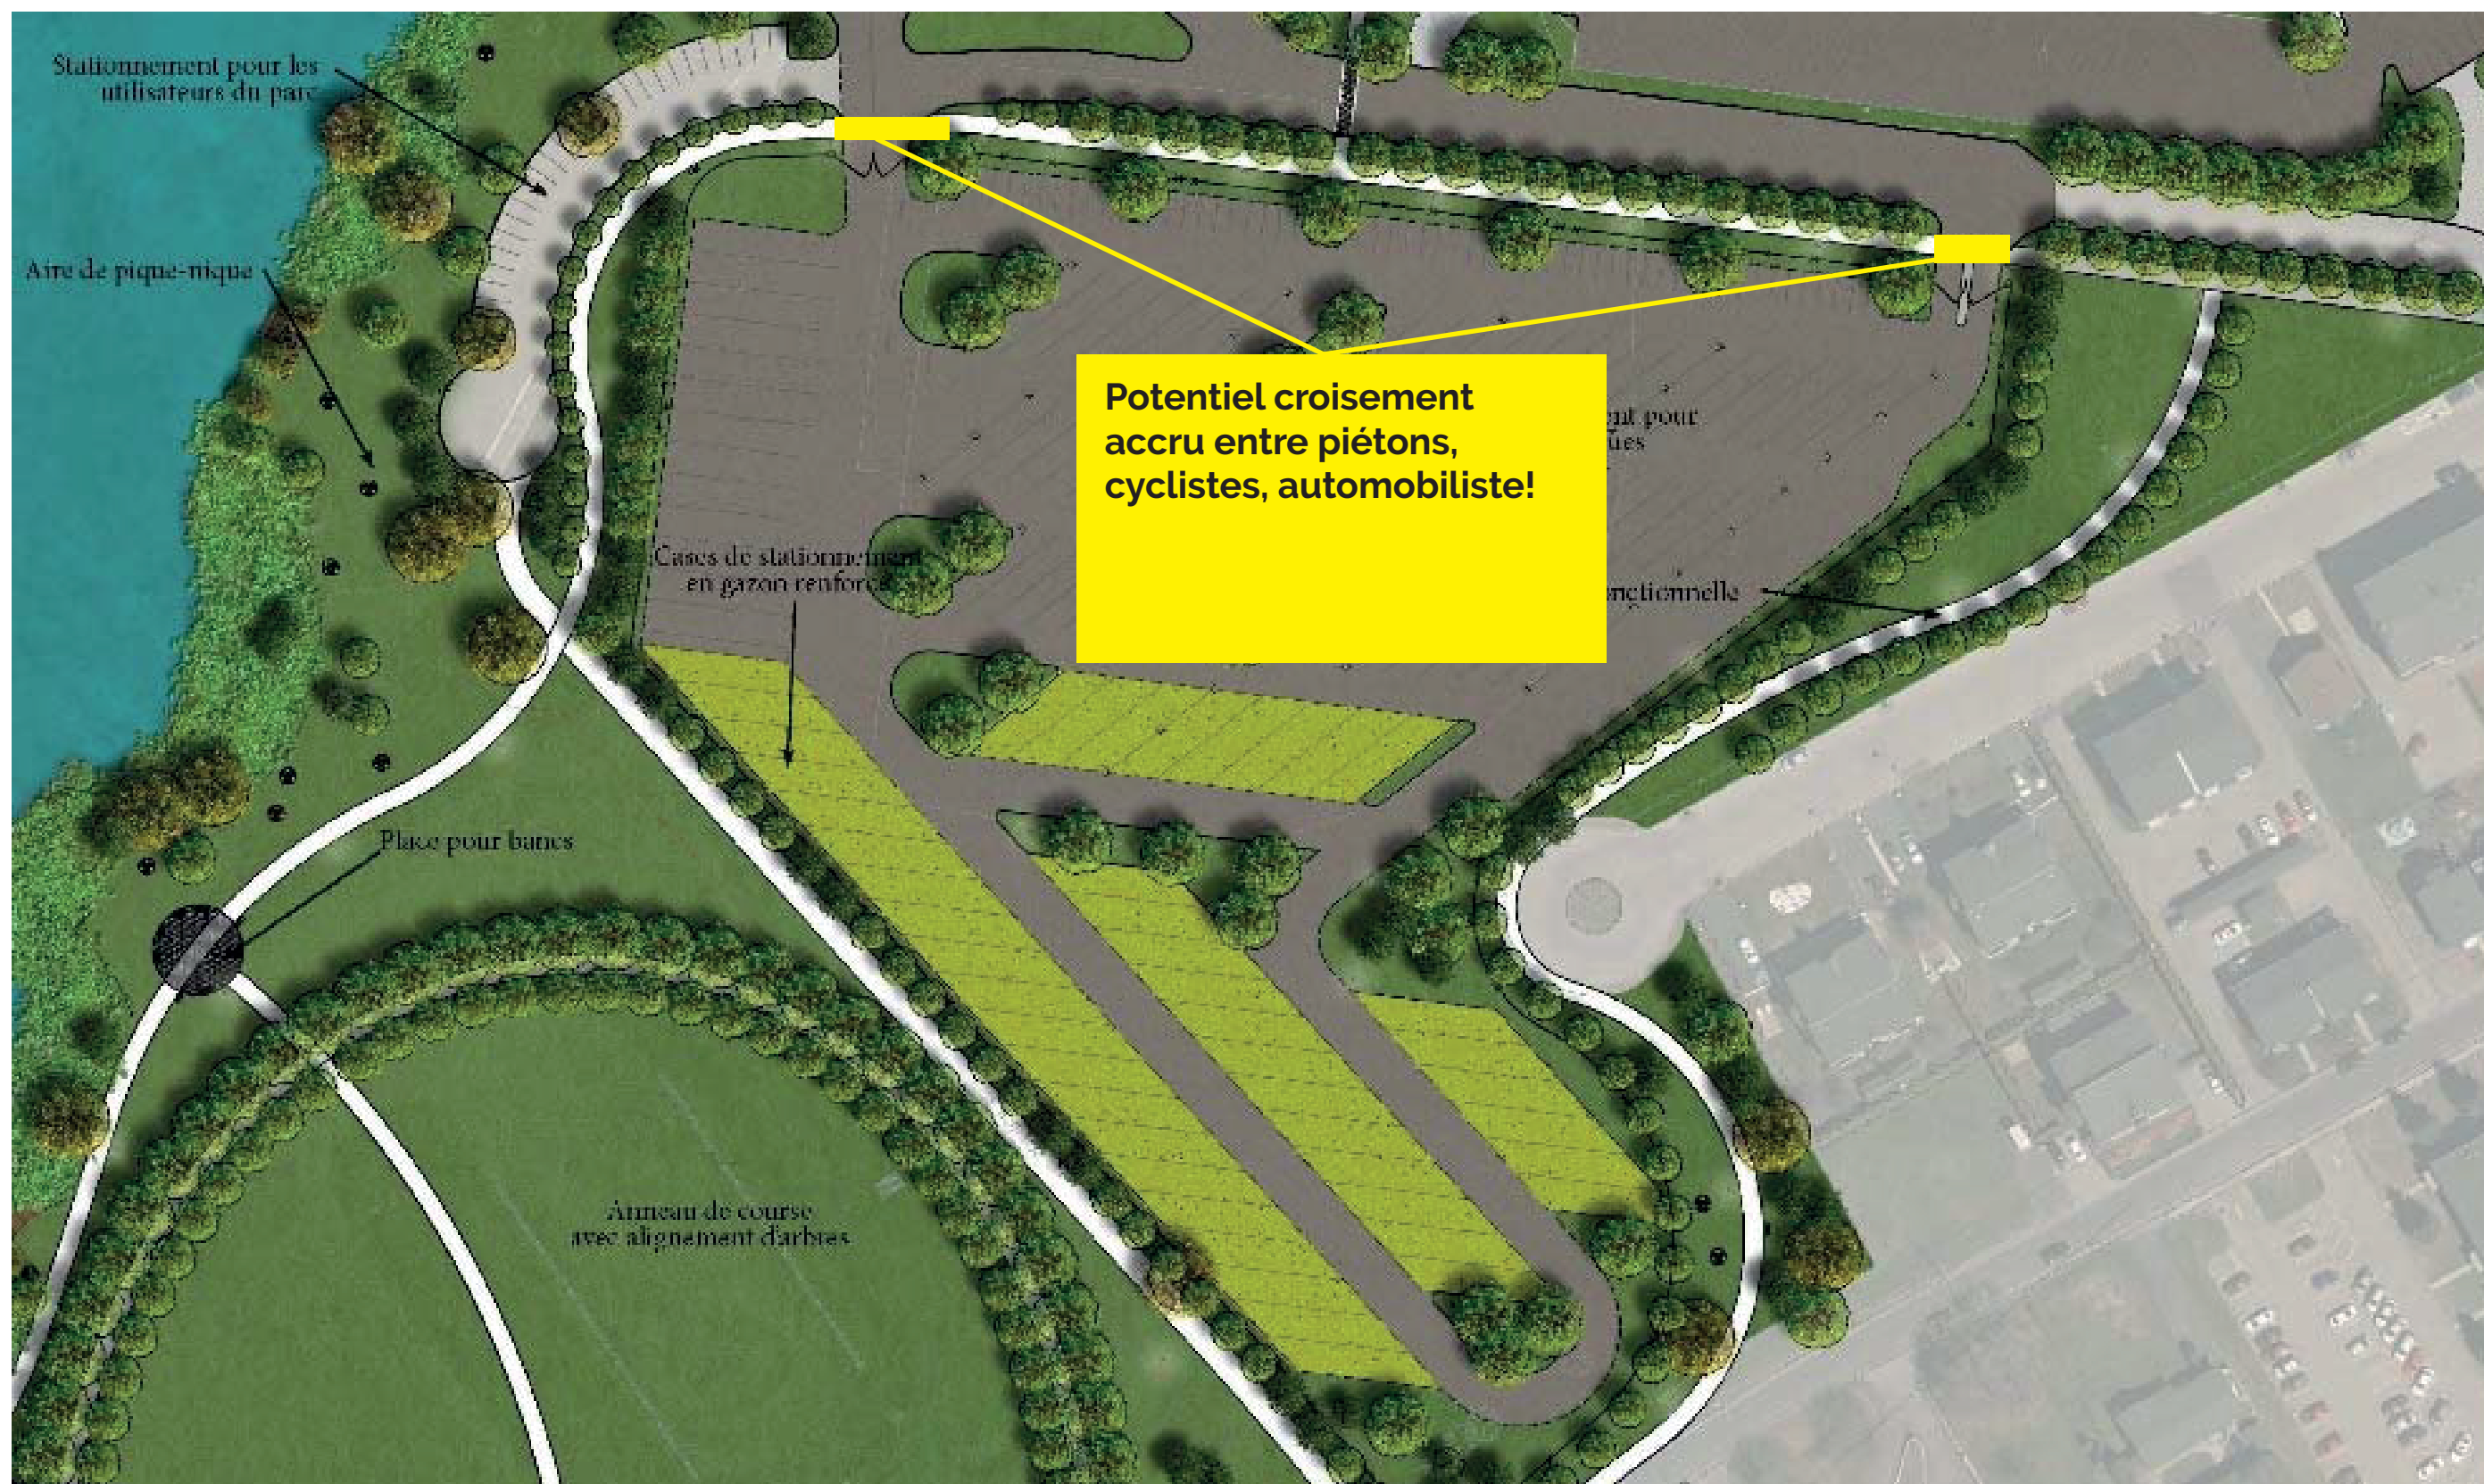 Stationnement pour les
utilisateurs du parc
Aire de pique-nique
Potentiel croisement
accru entre piétons,
cyclistes, automobiliste!
pour
Cases de stationnement
en gazon renforcé
Place pour bancs
Anneau de course
avec alignement d'arbres